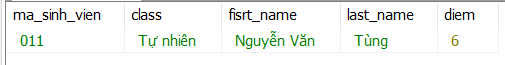 ma_sinh_vien class fisrt_name last_name diem
011 Tự nhiên Nguyễn Văn Tùng 6